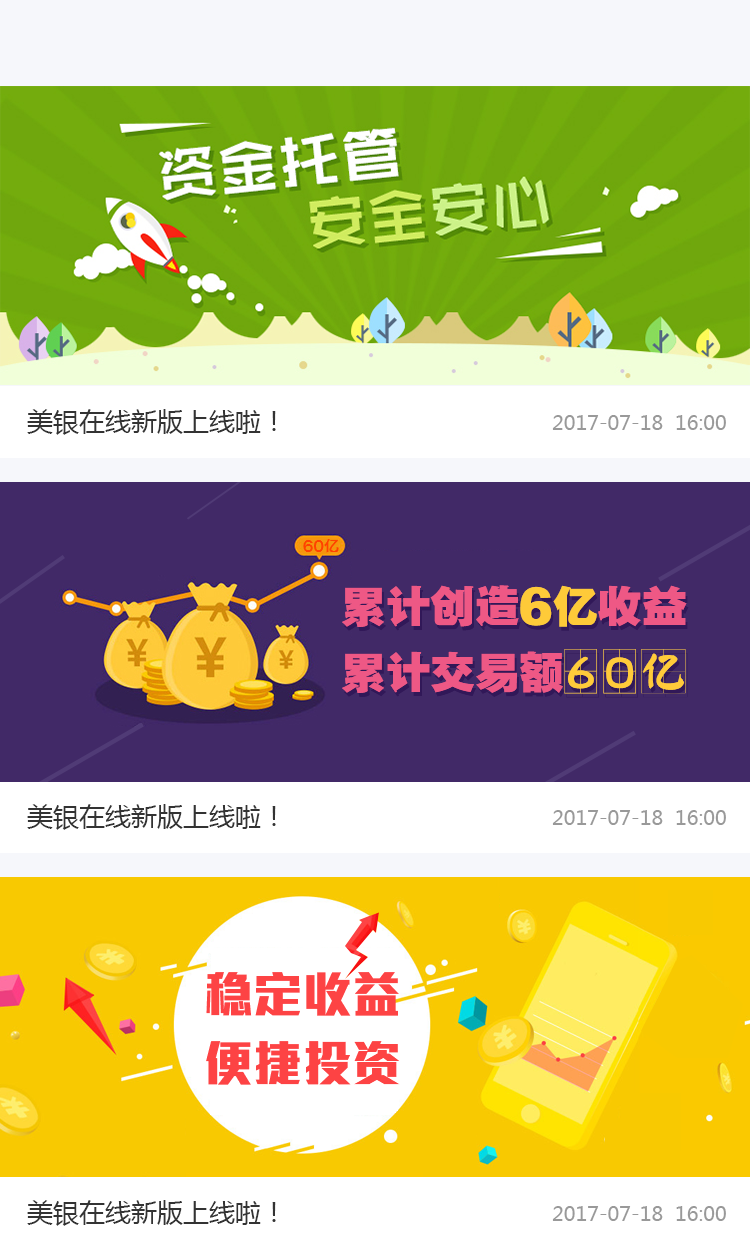 资金托管
安全安心
美银在线新版上线啦！
2017-07-18 16:00
60亿
¥
¥
¥
累计创造6亿收益
累计交易额60亿
美银在线新版上线啦！
2017-07-18 16:00
稳定收益
便捷投资
¥
¥
¥
¥
美银在线新版上线啦！
2017-07-18 16:00